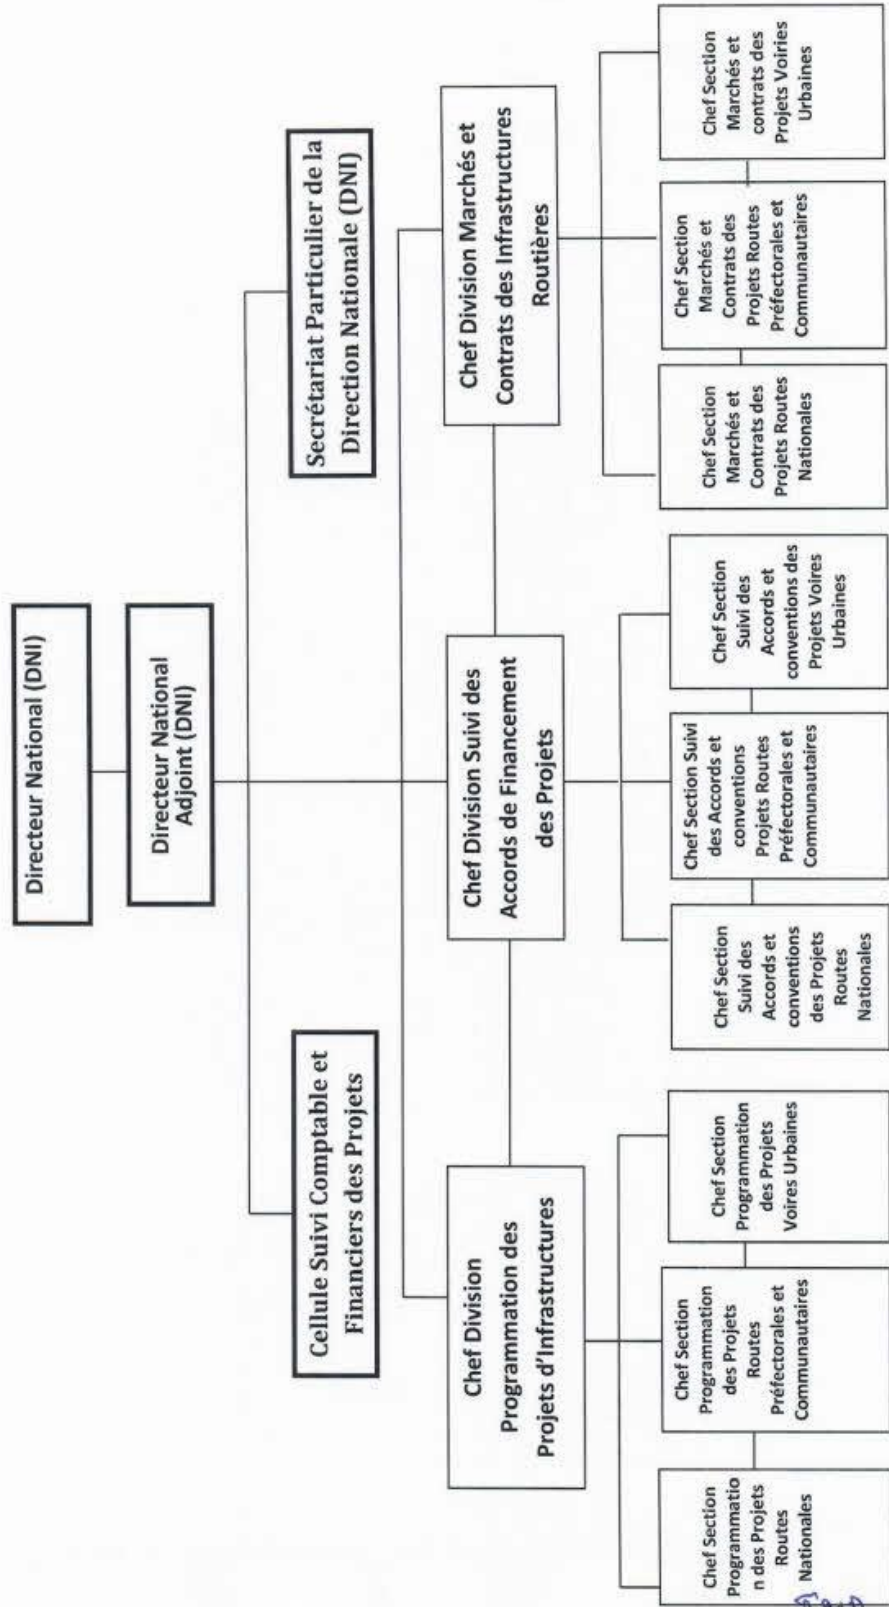 Directeur National (DNI)
Directeur National
Adjoint (DNI)
Cellule Suivi Comptable et
Financiers des Projets
Secrétariat Particulier de la
Direction Nationale (DNI)
Chef Division
Programmation des
Projets d'Infrastructures
Chef Division Suivi des
Accords de Financement
des Projets
Chef Division Marchés et
Contrats des Infrastructures
Routières
Chef Section
Programmatio
n des Projets
Routes
Nationales
Chef Section
Programmation
des Projets
Routes
Préfectorales et
Communautaires
Chef Section
Programmation
des Projets
Voires Urbaines
Chef Section
Suivi des
Accords et
conventions
des Projets
Routes
Nationales
Chef Section Suivi
des Accords et
conventions
Projets Routes
Préfectorales et
Communautaires
Chef Section
Suivi des
Accords et
conventions des
Projets Voires
Urbaines
Chef Section
Marchés et
Contrats des
Projets Routes
Nationales
Chef Section
Marchés et
Contrats des
Projets Routes
Préfectorales et
Communautaires
Chef Section
Marchés et
contrats des
Projets Voiries
Urbaines